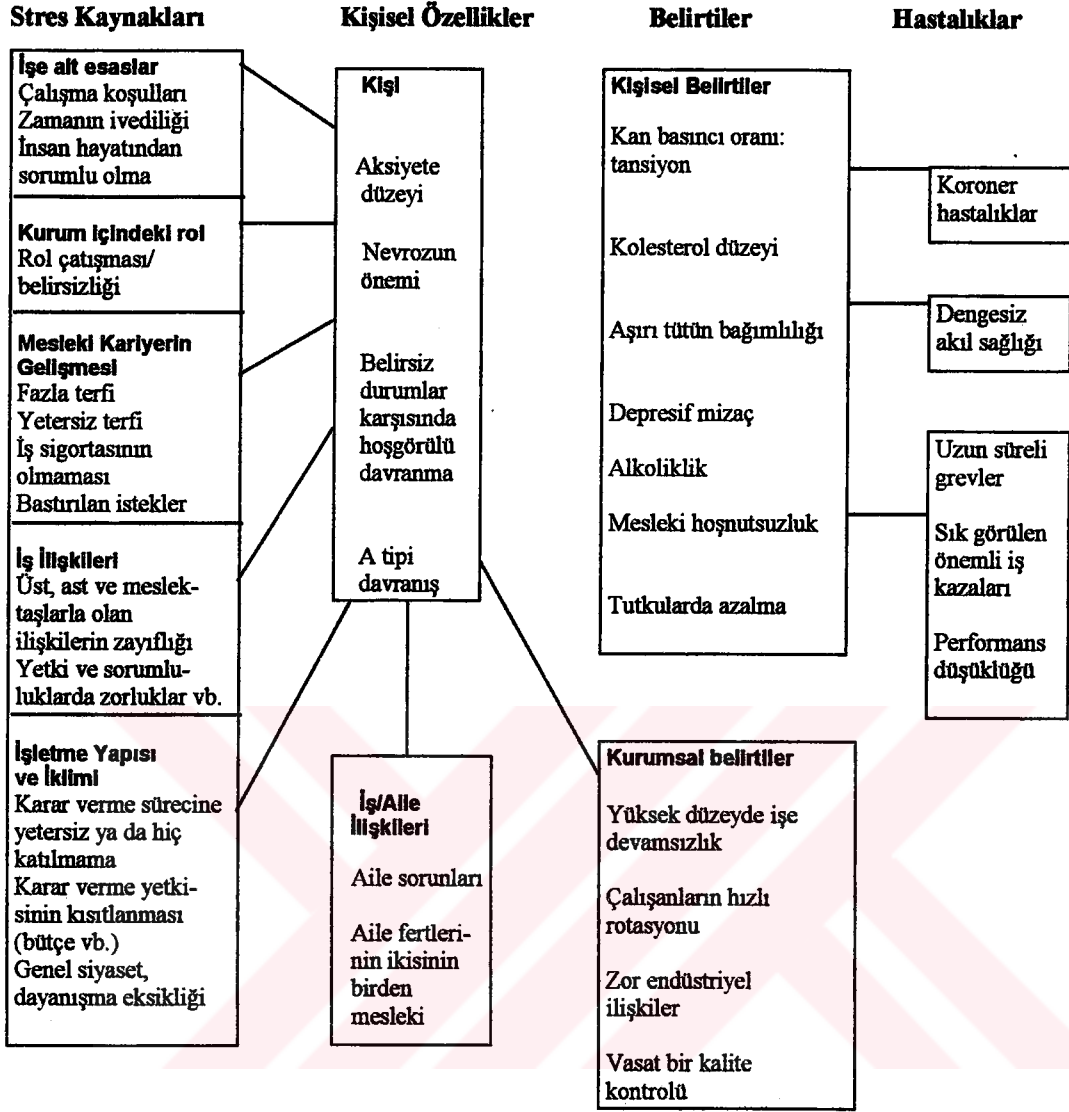 Stres Kaynakları
Kişisel Özellikler
Belirtiler
Hastalıklar
İşe ait esaslar
Çalışma koşulları
Zamanın ivediliği
İnsan hayatından
sorumlu olma
Kurum içindeki rol
Rol çatışması/
belirsizliği
Mesleki Kariyerin
Gelişmesi
Fazla terfi
Yetersiz terfi
İş sigortasının
olmaması
Bastırılan istekler
İş İlişkileri
Üst, ast ve meslek-
taşlarla olan
ilişkilerin zayıflığı
Yetki ve sorumlu-
luklarda zorluklar vb.
İşletme Yapısı
ve İklimi
Karar verme sürecine
yetersiz ya da hiç
katılmama
Karar verme yetki-
sinin kısıtlanması
(bütçe vb.)
Genel siyaset,
dayanışma eksikliği
Kişi
Aksiyete
düzeyi
Nevrozun
önemi
Belirsiz
durumlar
karşısında
hoşgörülü
davranma
A tipi
davranış
İş/Aile
İlişkileri
Aile sorunları
Aile fertleri-
nin ikisinin
birden
mesleki
Kişisel Belirtiler
Kan basıncı oranı:
tansiyon
Kolesterol düzeyi
Aşırı tütün bağımlılığı
Depresif mizaç
Alkoliklik
Mesleki hoşnutsuzluk
Tutkularda azalma
Kurumsal belirtiler
Yüksek düzeyde işe
devamsızlık
Çalışanların hızlı
rotasyonu
Zor endüstriyel
ilişkiler
Vasat bir kalite
kontrolü
Koroner
hastalıklar
Dengesiz
akıl sağlığı
Uzun süreli
grevler
Sık görülen
önemli iş
kazaları
Performans
düşüklüğü